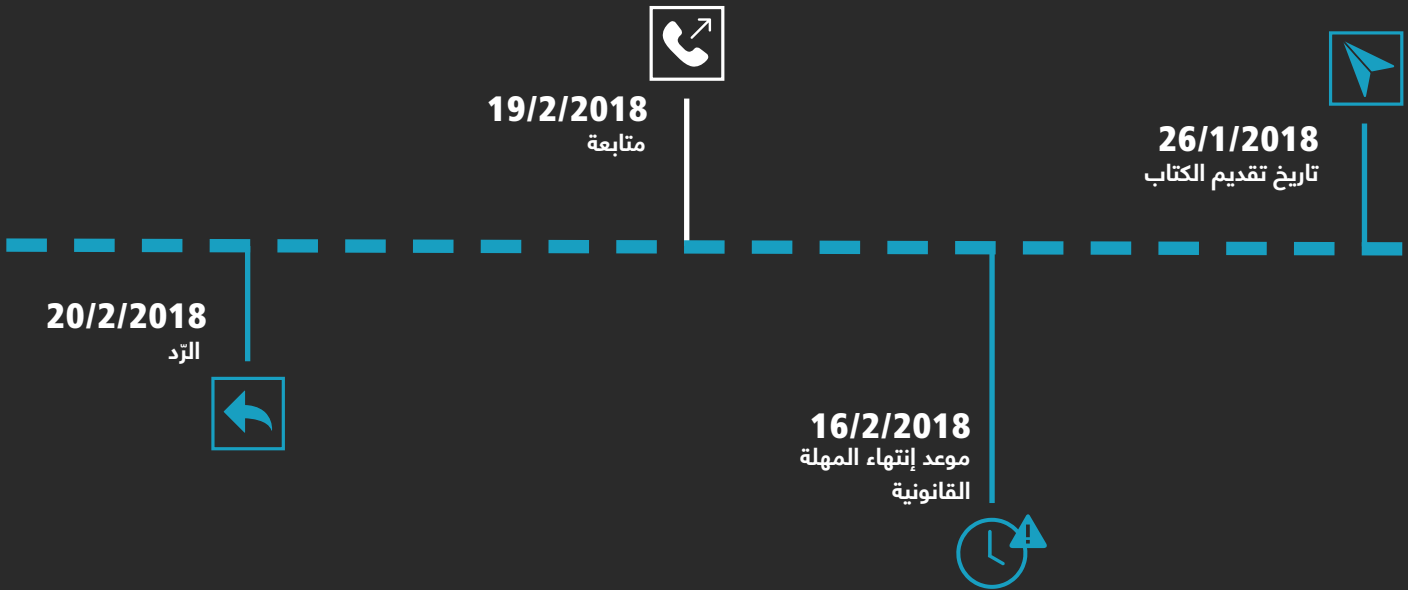 26/1/2018
تاريخ تقديم الكتاب
16/2/2018
موعد إنتهاء المهلة
القانونية
19/2/2018
متابعة
20/2/2018
الرّد